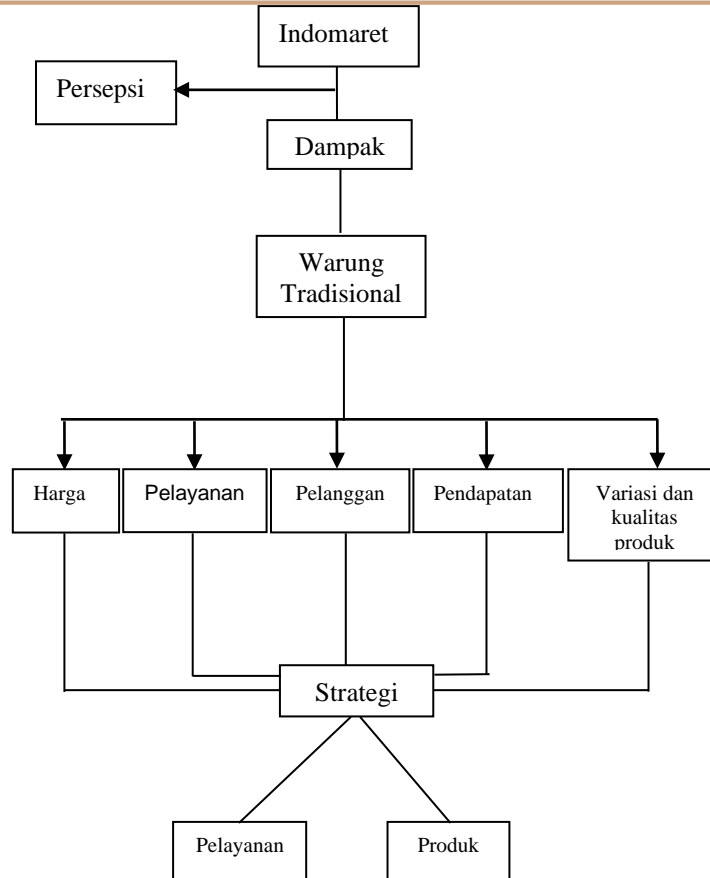 Indomaret
Persepsi
Dampak
Warung
Tradisional
Harga
Pelayanan
Pelanggan
Pendapatan
Variasi dan
kualitas
produk
Strategi
Pelayanan
Produk